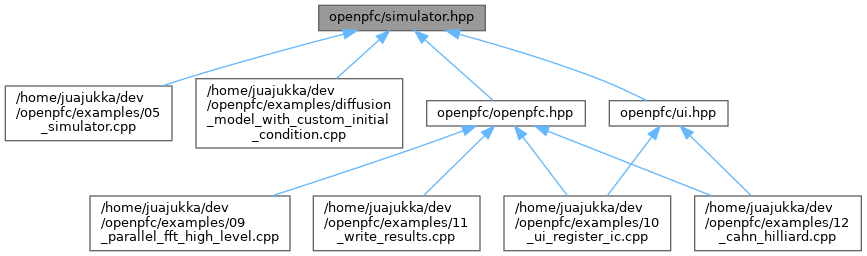 openpfc/simulator.hpp
/home/juajukka/dev
/openpfc/examples/05
_simulator.cpp
/home/juajukka/dev
/openpfc/examples/diffusion
_model_with_custom_initial
_condition.cpp
openpfc/openpfc.hpp
openpfc/ui.hpp
/home/juajukka/dev
/openpfc/examples/09
_parallel_fft_high_level.cpp
/home/juajukka/dev
/openpfc/examples/11
_write_results.cpp
/home/juajukka/dev
/openpfc/examples/10
_ui_register_ic.cpp
/home/juajukka/dev
/openpfc/examples/12
_cahn_hilliard.cpp